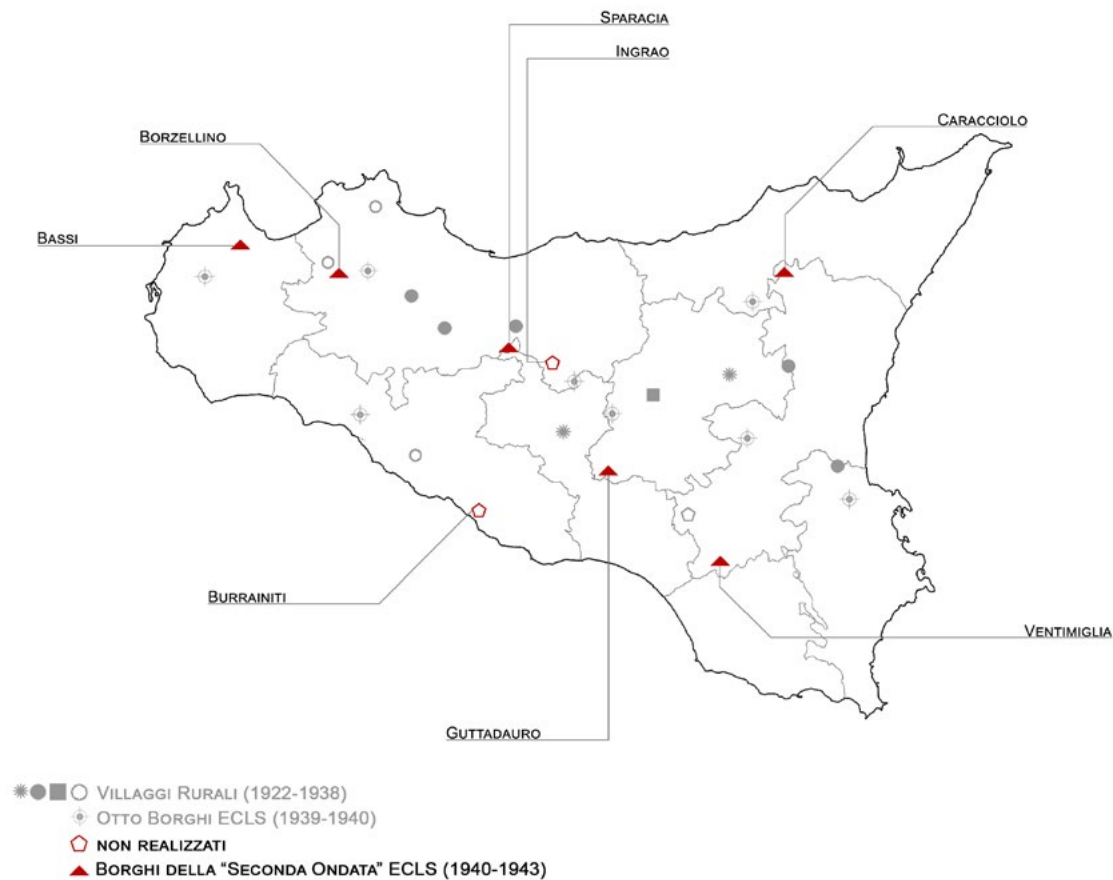 SPARACIA
INGRAO
CARACCIOLO
BORZELLINO
BASSI
BURRAINITI
VENTIMIGLIA
GUTTADAURO
VILLAGGI RURALI (1922-1938)
OTTO BORGHI ECLS (1939-1940)
NON REALIZZATI
BORGHI DELLA “SECONDA ONDATA” ECLS (1940-1943)